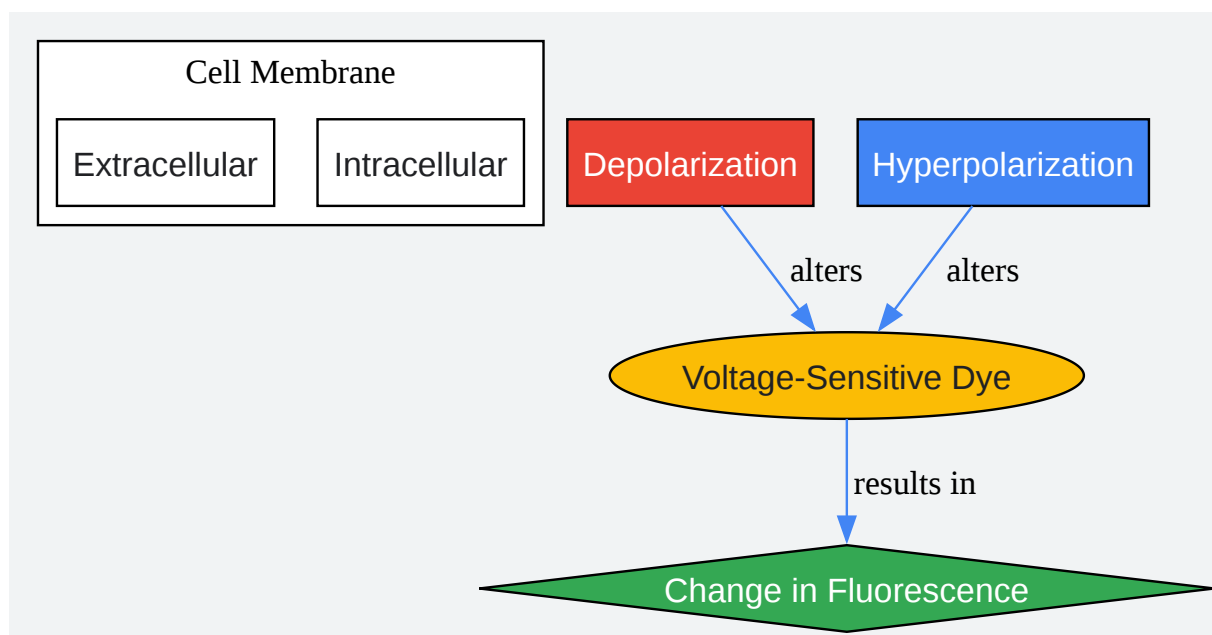 Cell Membrane
Extracellular
Intracellular
Depolarization
Hyperpolarization
alters
alters
Voltage-Sensitive Dye
results in
Change in Fluorescence